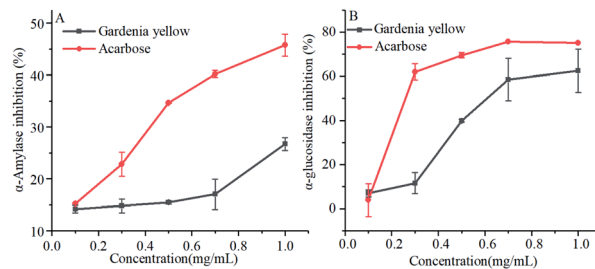 A
Gardenia yellow
Acarbose
α-Amylase inhibition (%)
50
40
30
20
10
0.0 0.2 0.4 0.6 0.8 1.0
Concentration(mg/mL)
B
Gardenia yellow
Acarbose
α-glucosidase inhibition (%)
80
60
40
20
0
0.0 0.2 0.4 0.6 0.8 1.0
Concentration(mg/mL)